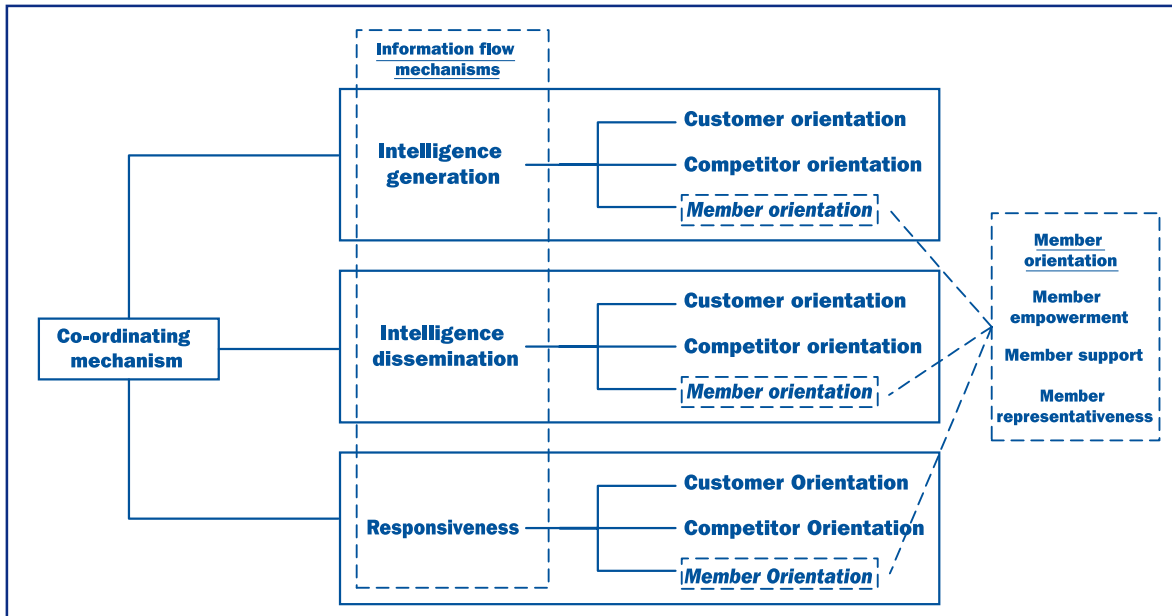 Information flow
mechanisms
Intelligence
generation
Customer orientation
Competitor orientation
Member orientation
Co-ordinating
mechanism
Intelligence
dissemination
Customer orientation
Competitor orientation
Member orientation
Responsiveness
Customer Orientation
Competitor Orientation
Member Orientation
Member
orientation
Member
empowerment
Member support
Member
representativeness